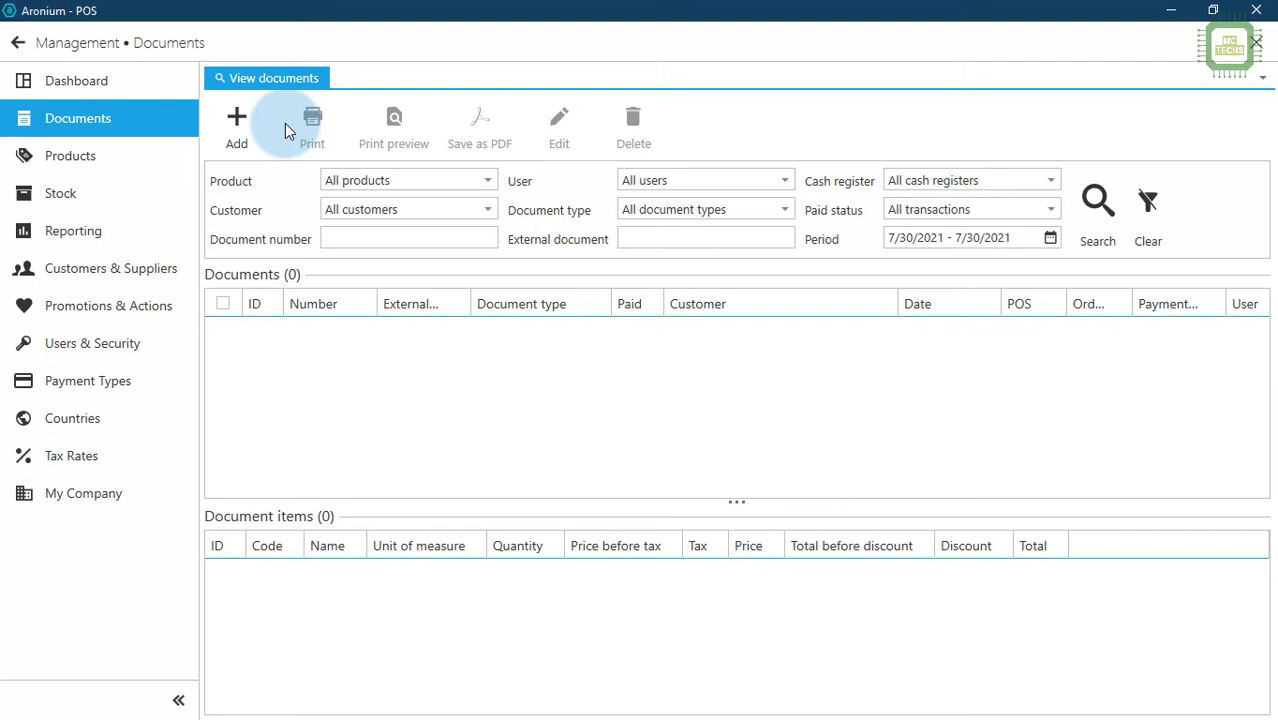 Aronium - POS
Management • Documents
MC
TECHS
Dashboard
Documents
Products
Stock
Reporting
Customers & Suppliers
Promotions & Actions
Users & Security
Payment Types
Countries
Tax Rates
My Company
View documents
Add Print Print preview Save as PDF Edit Delete
Product All products User All users Cash register All cash registers
Customer All customers Document type All document types Paid status All transactions
Document number External document Period 7/30/2021 - 7/30/2021
Search Clear
Documents (0)
ID Number External... Document type Paid Customer Date POS Ord... Payment... User
Document items (0)
ID Code Name Unit of measure Quantity Price before tax Tax Price Total before discount Discount Total